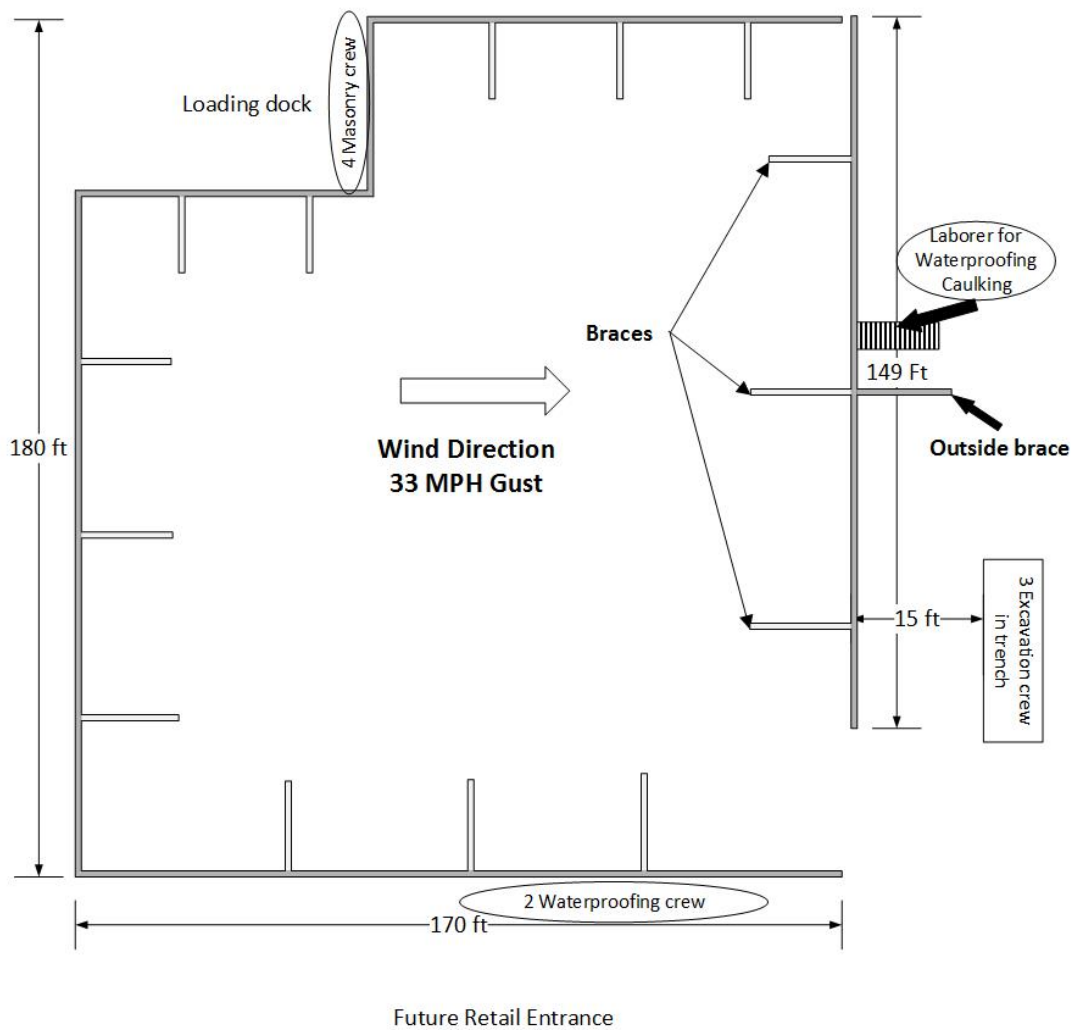 4 Masonry crew
Loading dock
Laborer for
Waterproofing
Caulking
Braces
149 Ft
180 ft
Wind Direction
33 MPH Gust
Outside brace
3 Excavation crew
in trench
15 ft
2 Waterproofing crew
170 ft
Future Retail Entrance